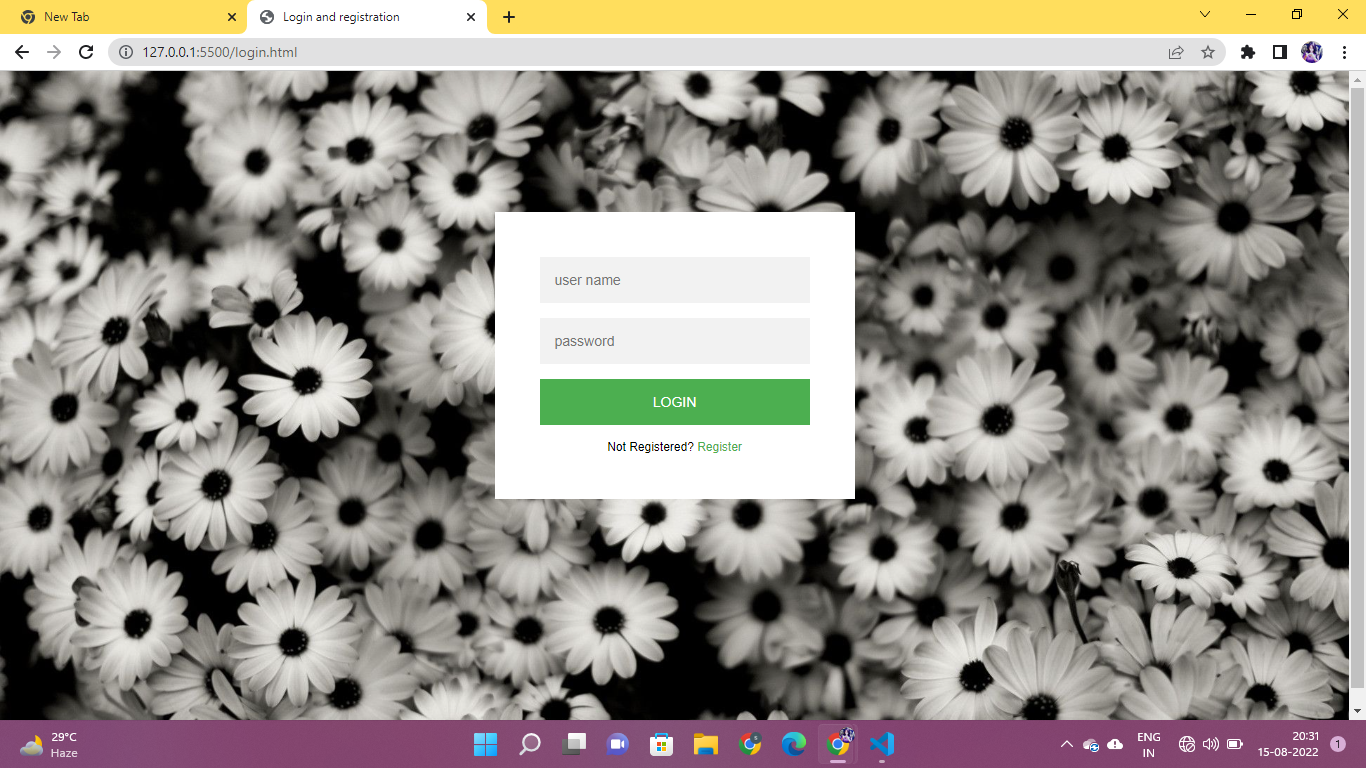 New Tab
Login and registration
127.0.0.1:5500/login.html
user name
password
LOGIN
Not Registered? Register
29°C
Haze
ENG
IN
20:31
15-08-2022
1